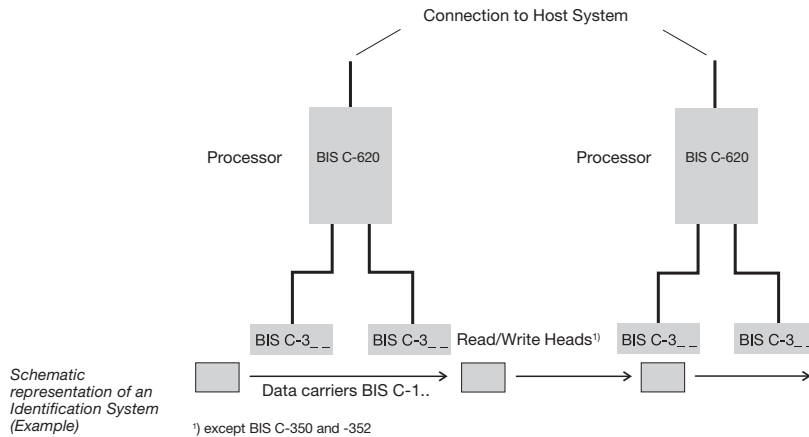 Connection to Host System
Processor
BIS C-620
Processor
BIS C-620
BIS C-3_ _
BIS C-3_ _
Read/Write Heads¹⁾
BIS C-3_ _
BIS C-3_ _
Data carriers BIS C-1..
Schematic
representation of an
Identification System
(Example)
¹) except BIS C-350 and -352